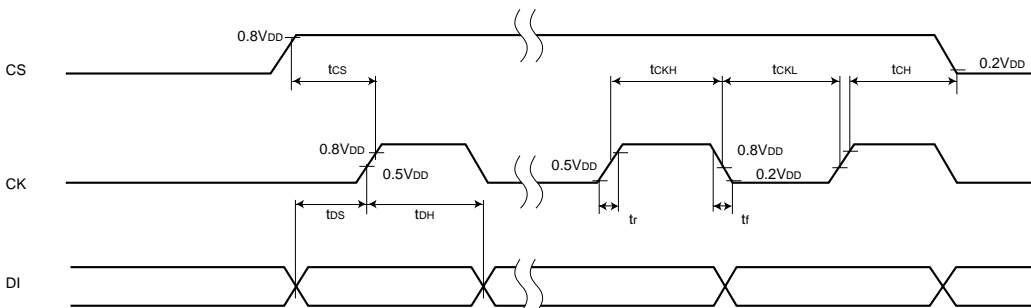 0.8VDD
CS
tCS
tCKH
tCKL
tCH
0.2VDD
0.8VDD
0.5VDD
0.5VDD
0.8VDD
0.2VDD
CK
tDS
tDH
tr
tf
DI